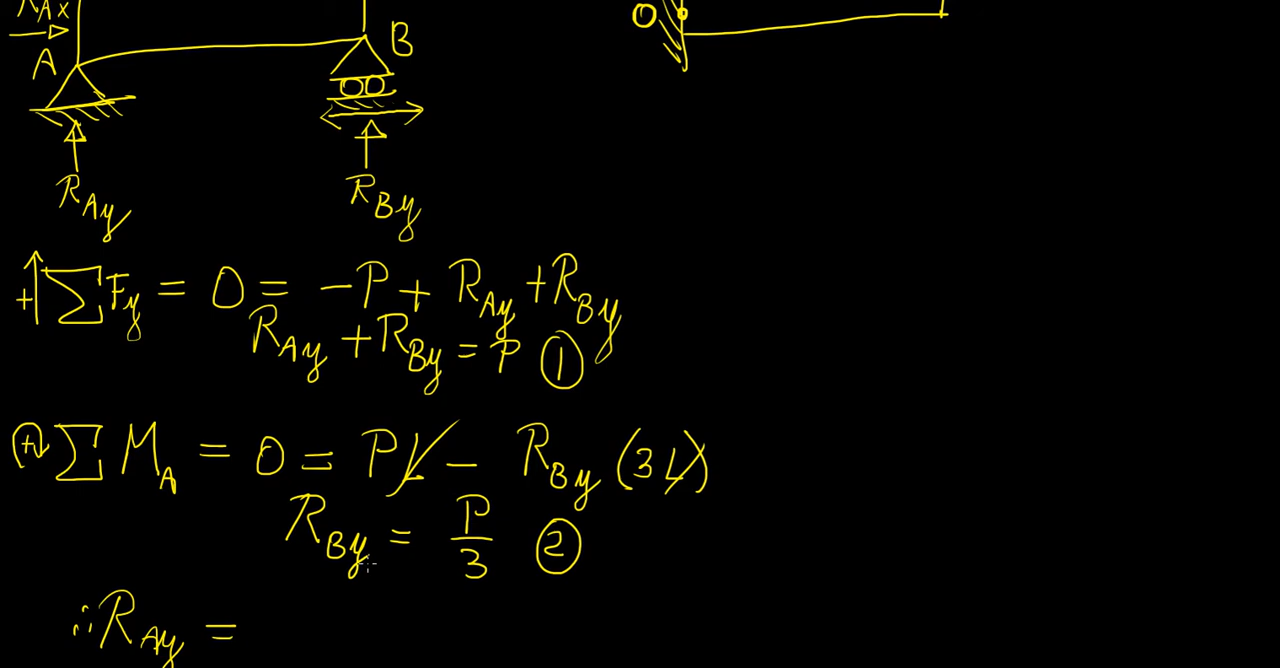 RAx
A
B
O
RAy
RBy
+↑ΣFy = 0 = -P + RAy + RBy
RAy + RBy = P ①
(+↷) ΣMA = 0 = PL - RBy (3L)
RBy = P/3 ②
∴ RAy =